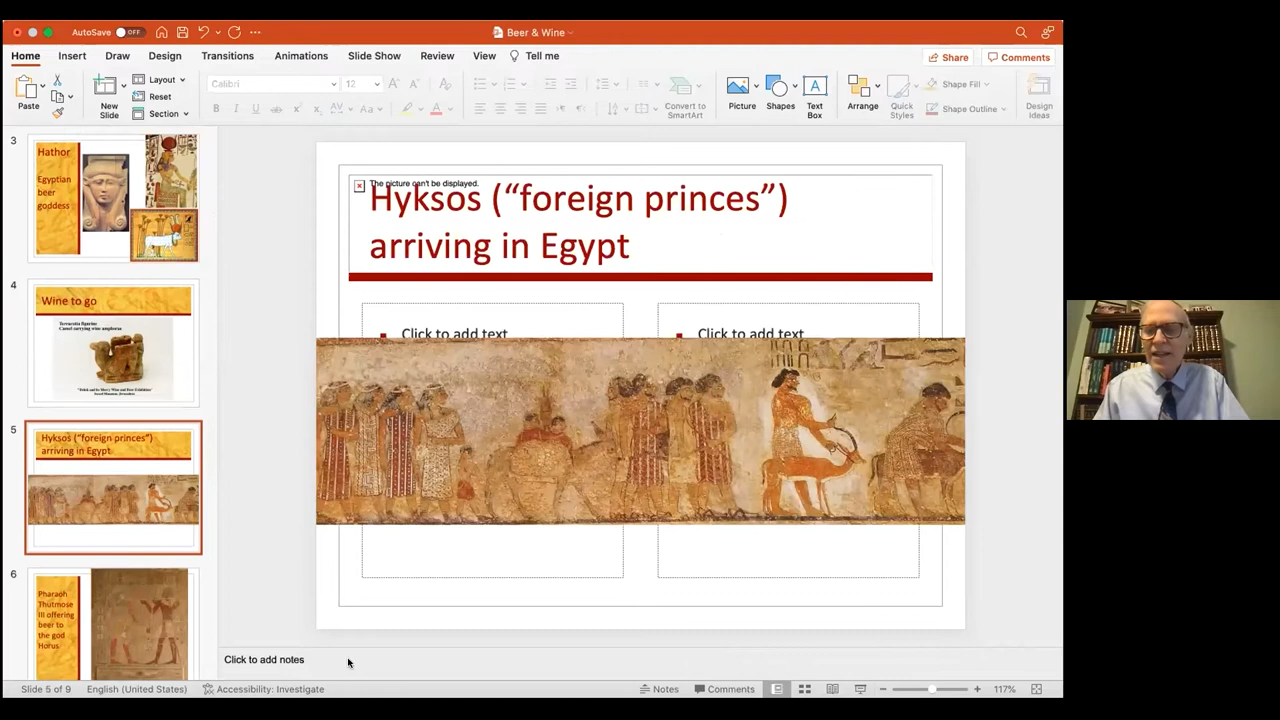 AutoSave OFF
Beer & Wine
Home Insert Draw Design Transitions Animations Slide Show Review View Tell me
Share Comments
Paste
New Slide
Layout
Reset
Section
Calibri 12
Convert to SmartArt
Picture
Shapes
Text Box
Arrange
Quick Styles
Shape Fill
Shape Outline
Design Ideas
3
Hathor
Egyptian
beer
goddess
4
Wine to go
Terracotta figurine
Camel carrying wine amphoras
5
Hyksos (“foreign princes”)
arriving in Egypt
6
Pharaoh
Thutmose
III offering
beer to
the god
Horus
The picture can't be displayed.
Hyksos (“foreign princes”)
arriving in Egypt
Click to add text
Click to add text
Click to add notes
Slide 5 of 9 English (United States) Accessibility: Investigate
Notes Comments 117%